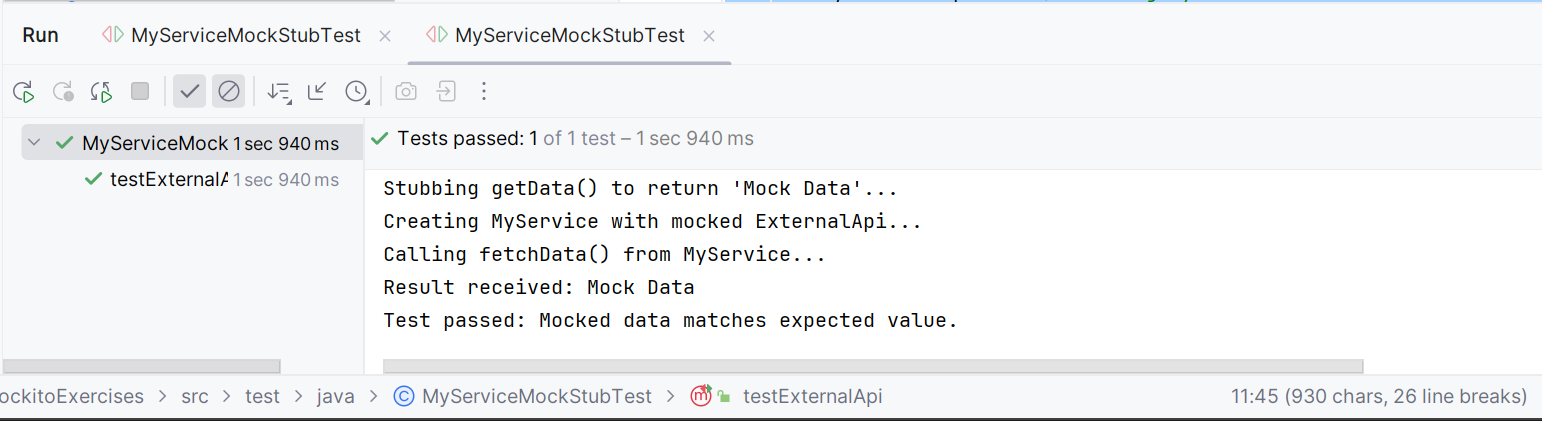 Run MyServiceMockStubTest × MyServiceMockStubTest ×
MyServiceMock 1 sec 940 ms
testExternalA 1 sec 940 ms
Tests passed: 1 of 1 test – 1 sec 940 ms
Stubbing getData() to return 'Mock Data'...
Creating MyService with mocked ExternalApi...
Calling fetchData() from MyService...
Result received: Mock Data
Test passed: Mocked data matches expected value.
ockitoExercises > src > test > java > MyServiceMockStubTest > testExternalApi 11:45 (930 chars, 26 line breaks)